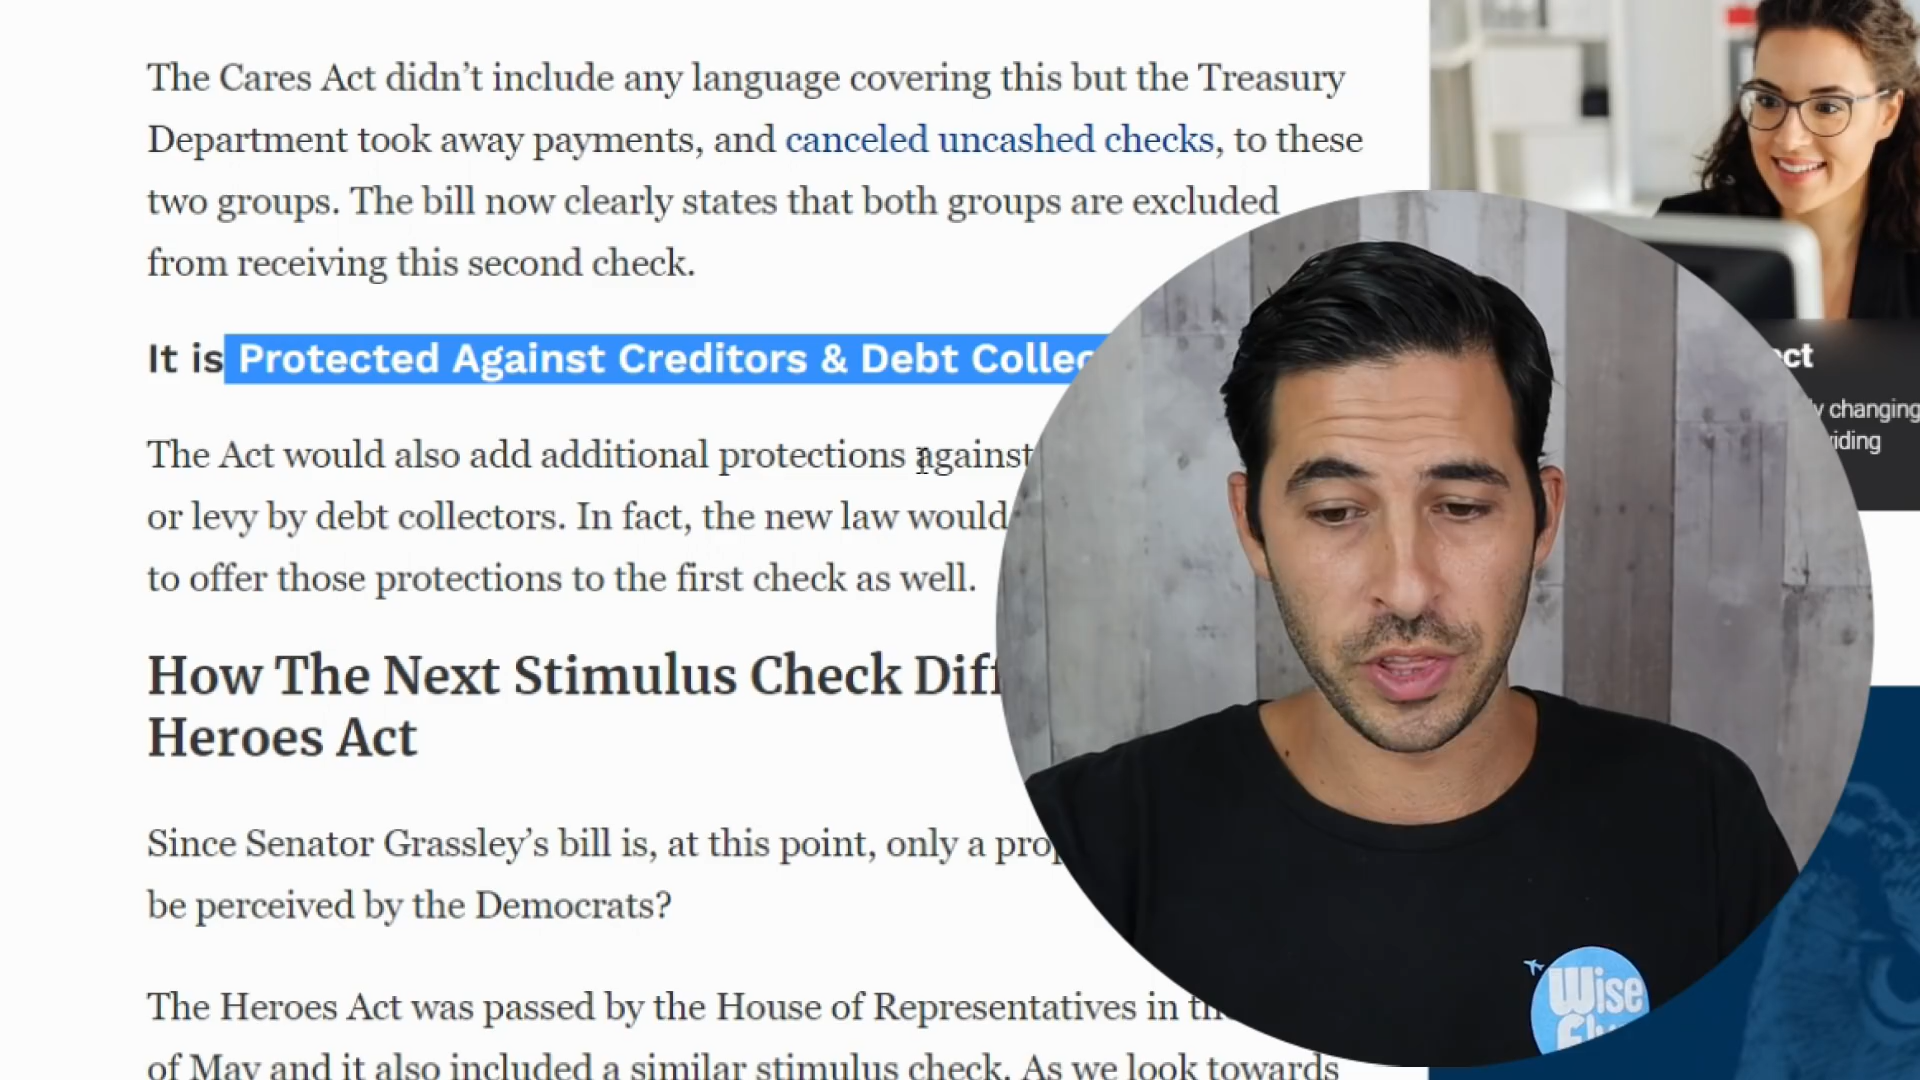 The Cares Act didn’t include any language covering this but the Treasury
Department took away payments, and canceled uncashed checks, to these
two groups. The bill now clearly states that both groups are excluded
from receiving this second check.
It is Protected Against Creditors & Debt Collec
The Act would also add additional protections against
or levy by debt collectors. In fact, the new law would
to offer those protections to the first check as well.
How The Next Stimulus Check Diff
Heroes Act
Since Senator Grassley’s bill is, at this point, only a prop
be perceived by the Democrats?
The Heroes Act was passed by the House of Representatives in th
of May and it also included a similar stimulus check. As we look towards
ct
y changing
iding
Wise